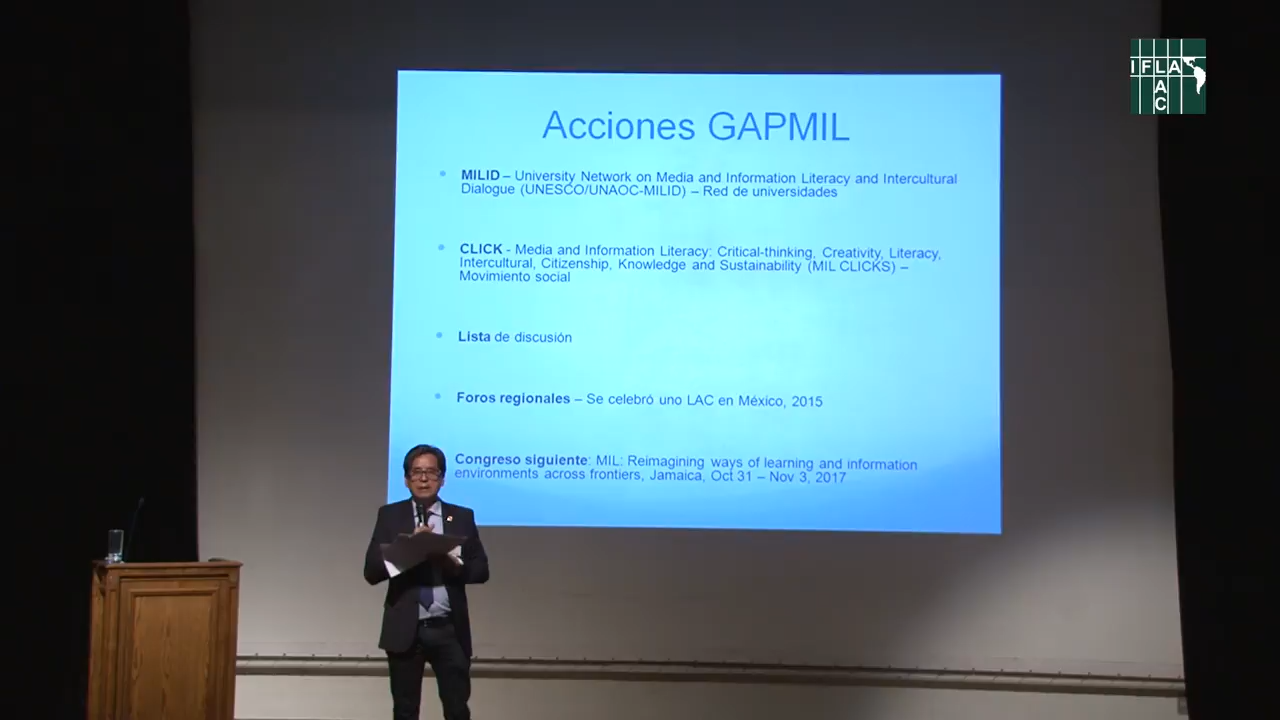 IFLA
A
C
Acciones GAPMIL
MILID – University Network on Media and Information Literacy and Intercultural
Dialogue (UNESCO/UNAOC-MILID) – Red de universidades
CLICK - Media and Information Literacy: Critical-thinking, Creativity, Literacy,
Intercultural, Citizenship, Knowledge and Sustainability (MIL CLICKS) –
Movimiento social
Lista de discusión
Foros regionales – Se celebró uno LAC en México, 2015
Congreso siguiente: MIL: Reimagining ways of learning and information
environments across frontiers, Jamaica, Oct 31 – Nov 3, 2017